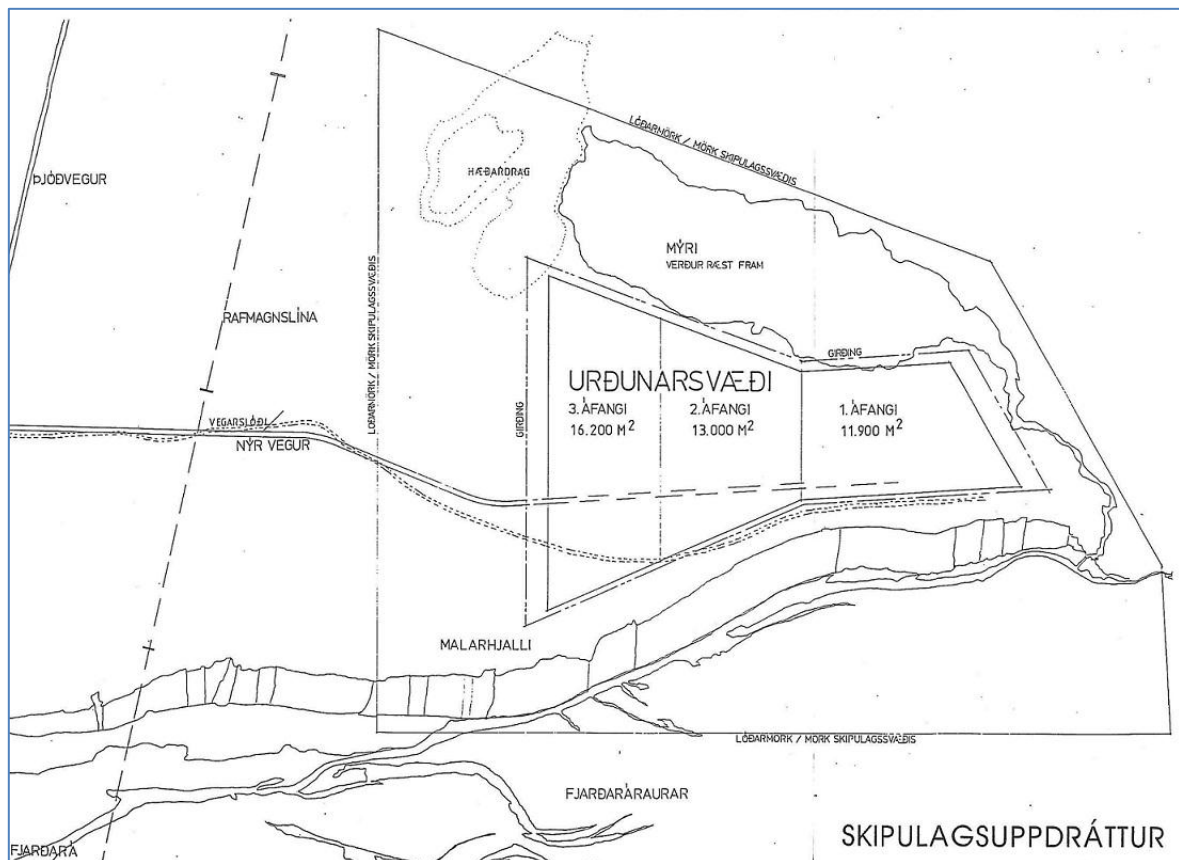 LÓÐARMÖRK / MÖRK SKIPULAGSSVÆÐIS
ÞJÓÐVEGUR
HÆÐARDRAG
MÝRI
VERÐUR RÆST FRAM
LÓÐARMÖRK / MÖRK SKIPULAGSSVÆÐIS
RAFMAGNSLÍNA
GIRÐING
GIRÐING
URÐUNARSVÆÐI
3. ÁFANGI
16.200 M²
2. ÁFANGI
13.000 M²
1. ÁFANGI
11.900 M²
VEGARSLÓÐI
NÝR VEGUR
MALARHJALLI
LÓÐARMÖRK / MÖRK SKIPULAGSSVÆÐIS
FJARÐARÁRAURAR
FJARÐARÁ
SKIPULAGSUPPDRÁTTUR